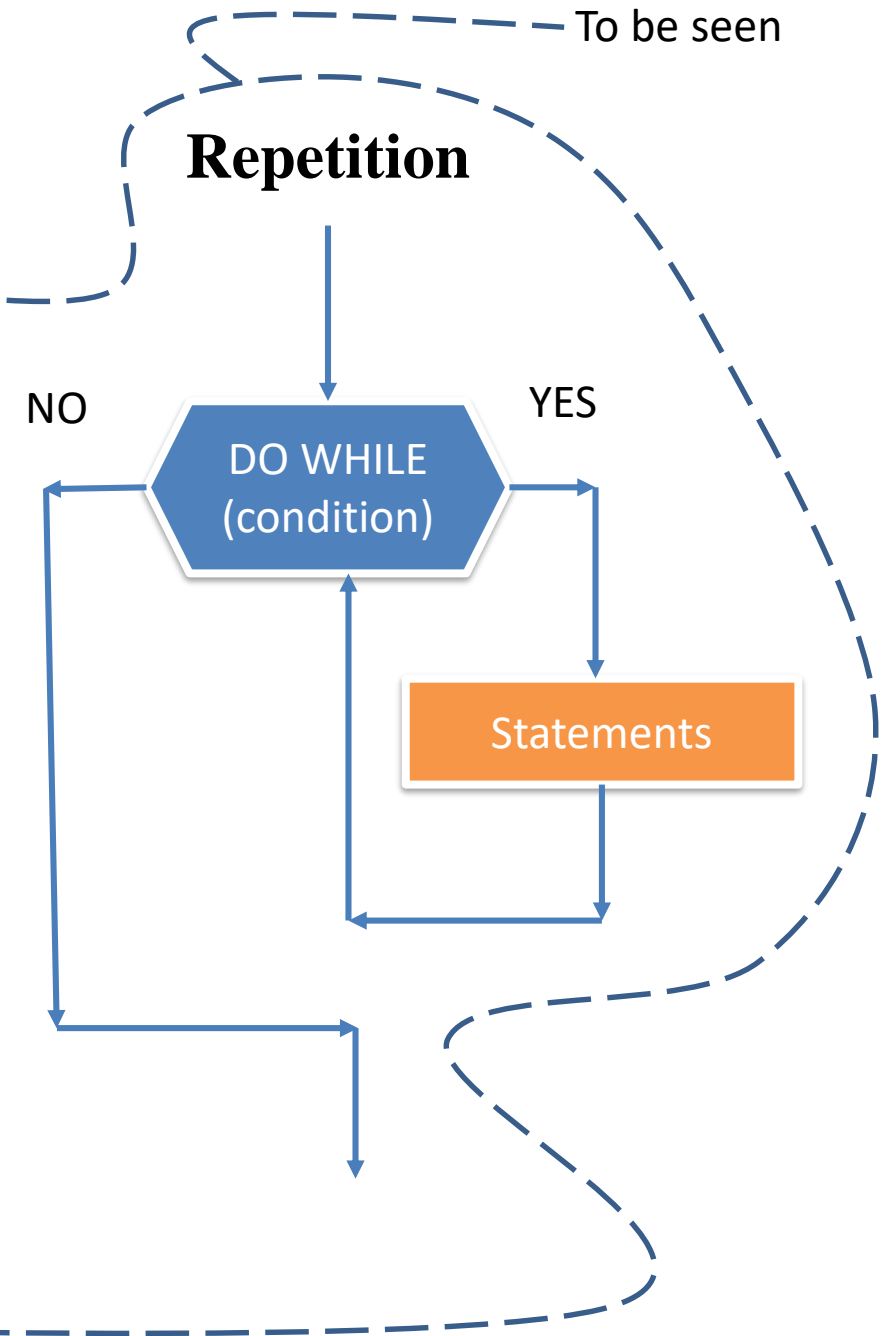 To be seen
Repetition
NO
YES
DO WHILE
(condition)
Statements